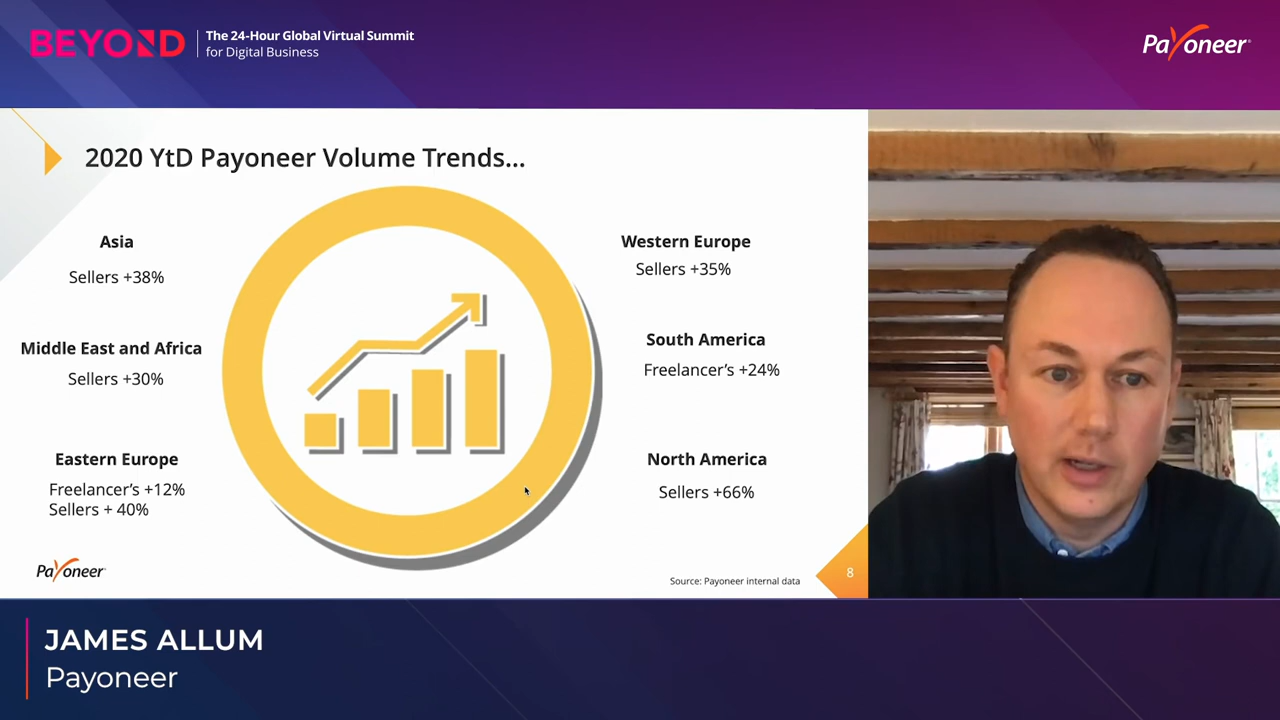 BEYOND
The 24-Hour Global Virtual Summit
for Digital Business
Payoneer
2020 YtD Payoneer Volume Trends...
Asia
Sellers +38%
Middle East and Africa
Sellers +30%
Eastern Europe
Freelancer’s +12%
Sellers + 40%
Western Europe
Sellers +35%
South America
Freelancer’s +24%
North America
Sellers +66%
Payoneer
Source: Payoneer internal data
8
JAMES ALLUM
Payoneer